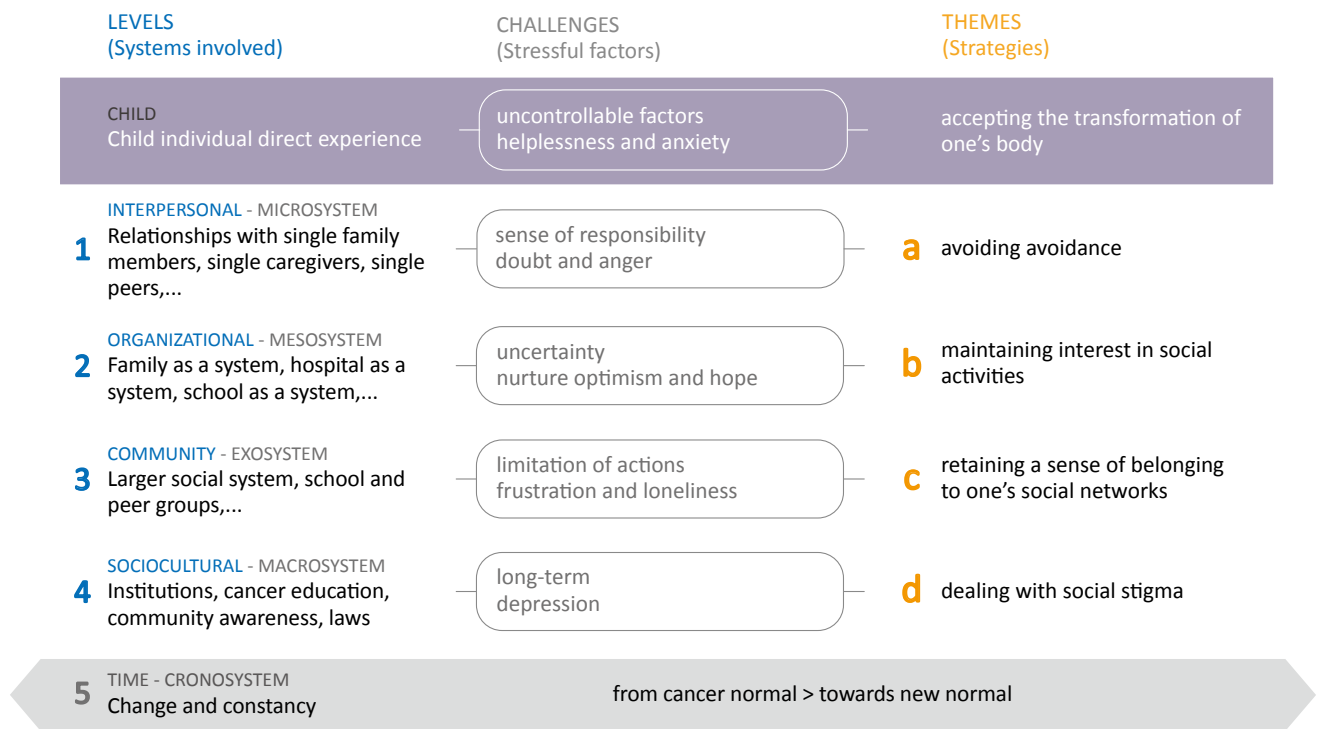 LEVELS
(Systems involved)
CHALLENGES
(Stressful factors)
THEMES
(Strategies)
CHILD
Child individual direct experience
uncontrollable factors
helplessness and anxiety
accepting the transformation of
one's body
1
INTERPERSONAL - MICROSYSTEM
Relationships with single family
members, single caregivers, single
peers,...
sense of responsibility
doubt and anger
a
avoiding avoidance
2
ORGANIZATIONAL - MESOSYSTEM
Family as a system, hospital as a
system, school as a system,...
uncertainty
nurture optimism and hope
b
maintaining interest in social
activities
3
COMMUNITY - EXOSYSTEM
Larger social system, school and
peer groups,...
limitation of actions
frustration and loneliness
c
retaining a sense of belonging
to one's social networks
4
SOCIOCULTURAL - MACROSYSTEM
Institutions, cancer education,
community awareness, laws
long-term
depression
d
dealing with social stigma
5
TIME - CRONOSYSTEM
Change and constancy
from cancer normal > towards new normal